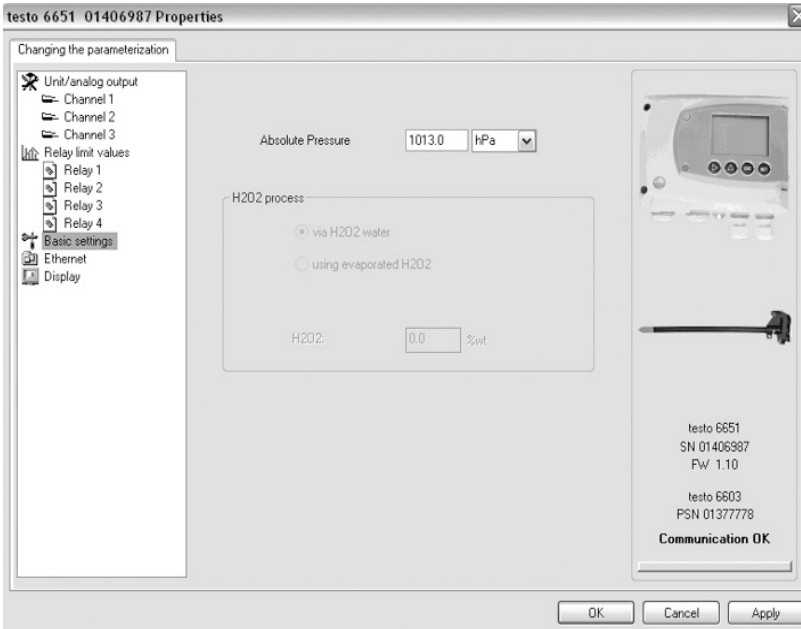 testo 6651 01406987 Properties
Changing the parameterization
Unit/analog output
Channel 1
Channel 2
Channel 3
Relay limit values
Relay 1
Relay 2
Relay 3
Relay 4
Basic settings
Ethernet
Display
Absolute Pressure 1013.0 hPa
H2O2 process
via H2O2 water
using evaporated H2O2
H2O2: 0.0 %wt
testo 6651
SN 01406987
FW 1.10
testo 6603
PSN 01377778
Communication OK
OK Cancel Apply